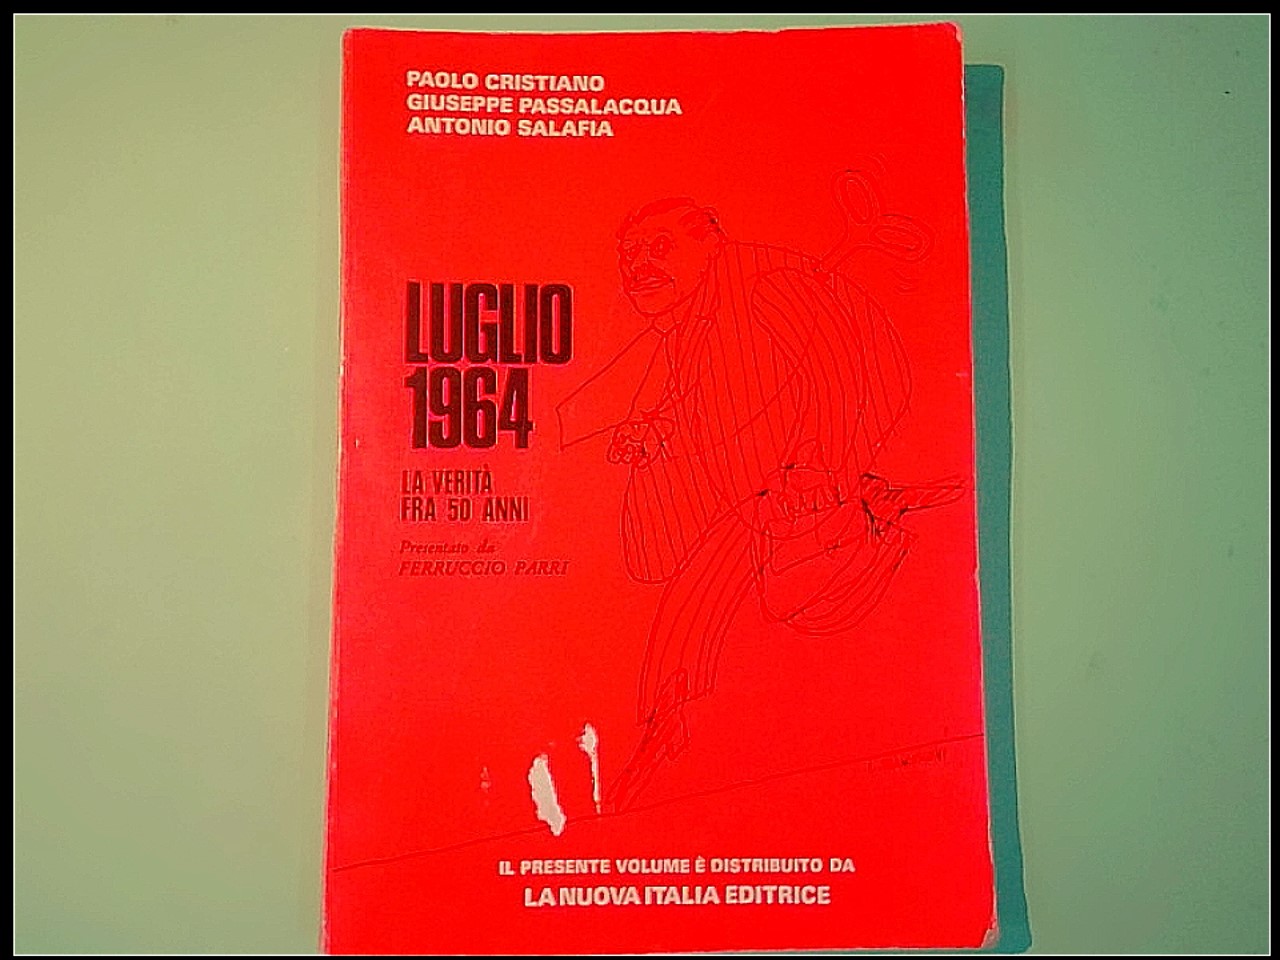 PAOLO CRISTIANO
GIUSEPPE PASSALACQUA
ANTONIO SALAFIA
LUGLIO
1964
LA VERITÀ
FRA 50 ANNI
Presentato da
FERRUCCIO PARRI
IL PRESENTE VOLUME È DISTRIBUITO DA
LA NUOVA ITALIA EDITRICE